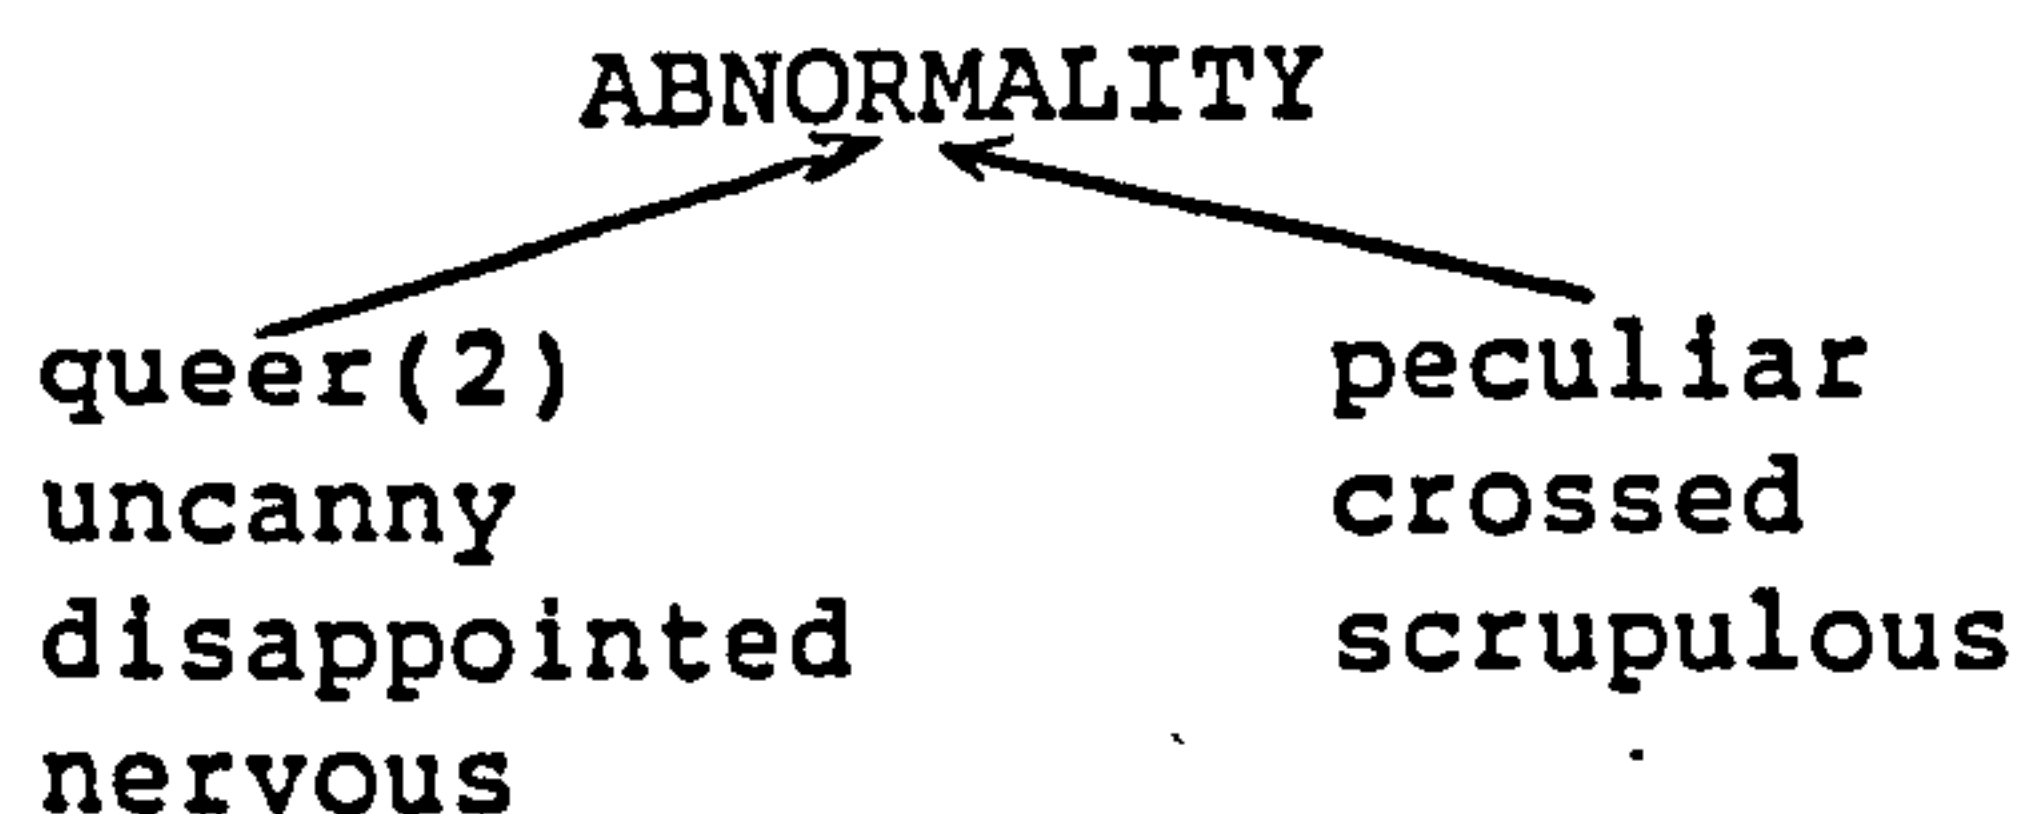 ABNORMALITY
queer(2) peculiar
uncanny crossed
disappointed scrupulous
nervous